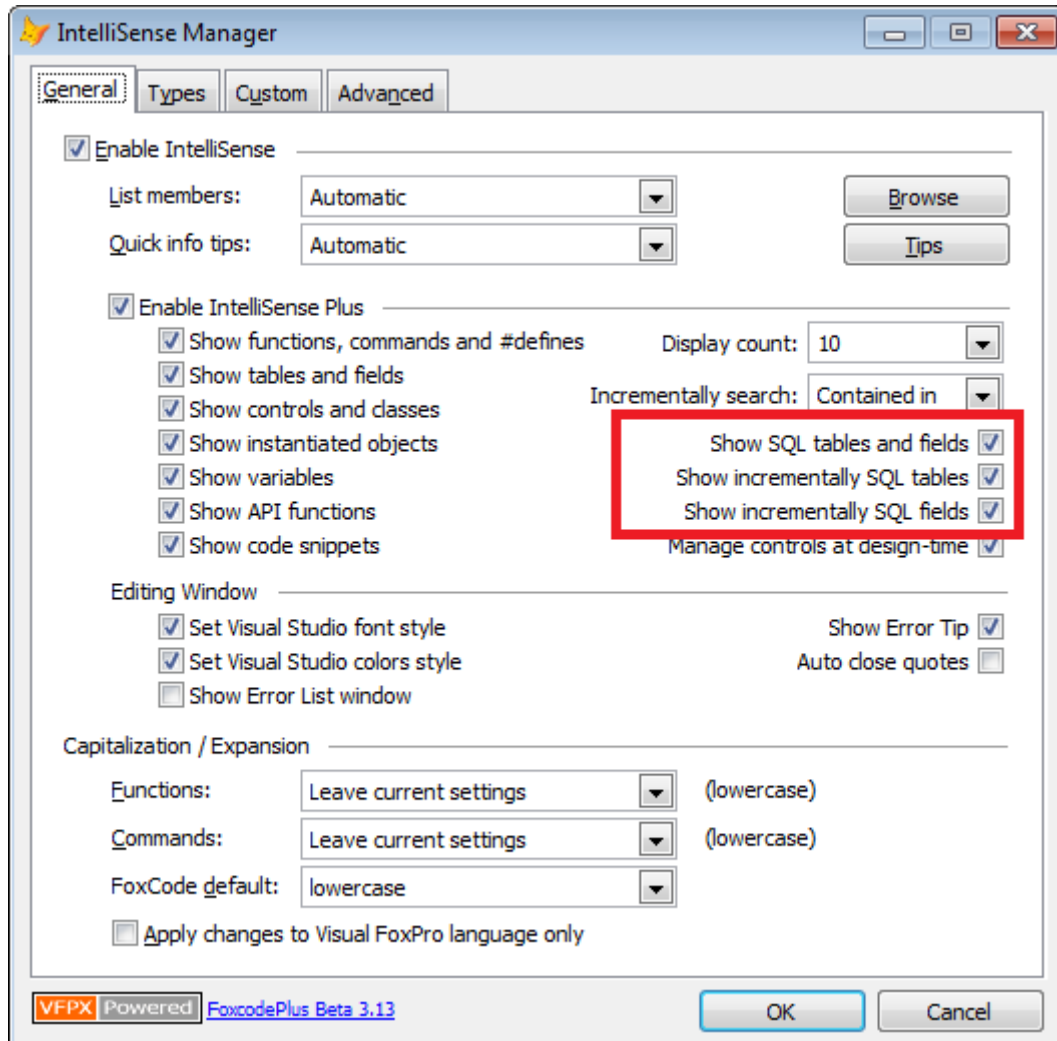 IntelliSense Manager
General Types Custom Advanced
Enable IntelliSense
List members: Automatic Browse
Quick info tips: Automatic Tips
Enable IntelliSense Plus
Show functions, commands and #defines Display count: 10
Show tables and fields
Show controls and classes Incrementally search: Contained in
Show instantiated objects Show SQL tables and fields
Show variables Show incrementally SQL tables
Show API functions Show incrementally SQL fields
Show code snippets Manage controls at design-time
Editing Window
Set Visual Studio font style Show Error Tip
Set Visual Studio colors style Auto close quotes
Show Error List window
Capitalization / Expansion
Functions: Leave current settings (lowercase)
Commands: Leave current settings (lowercase)
FoxCode default: lowercase
Apply changes to Visual FoxPro language only
VFPX Powered FoxcodePlus Beta 3.13 OK Cancel